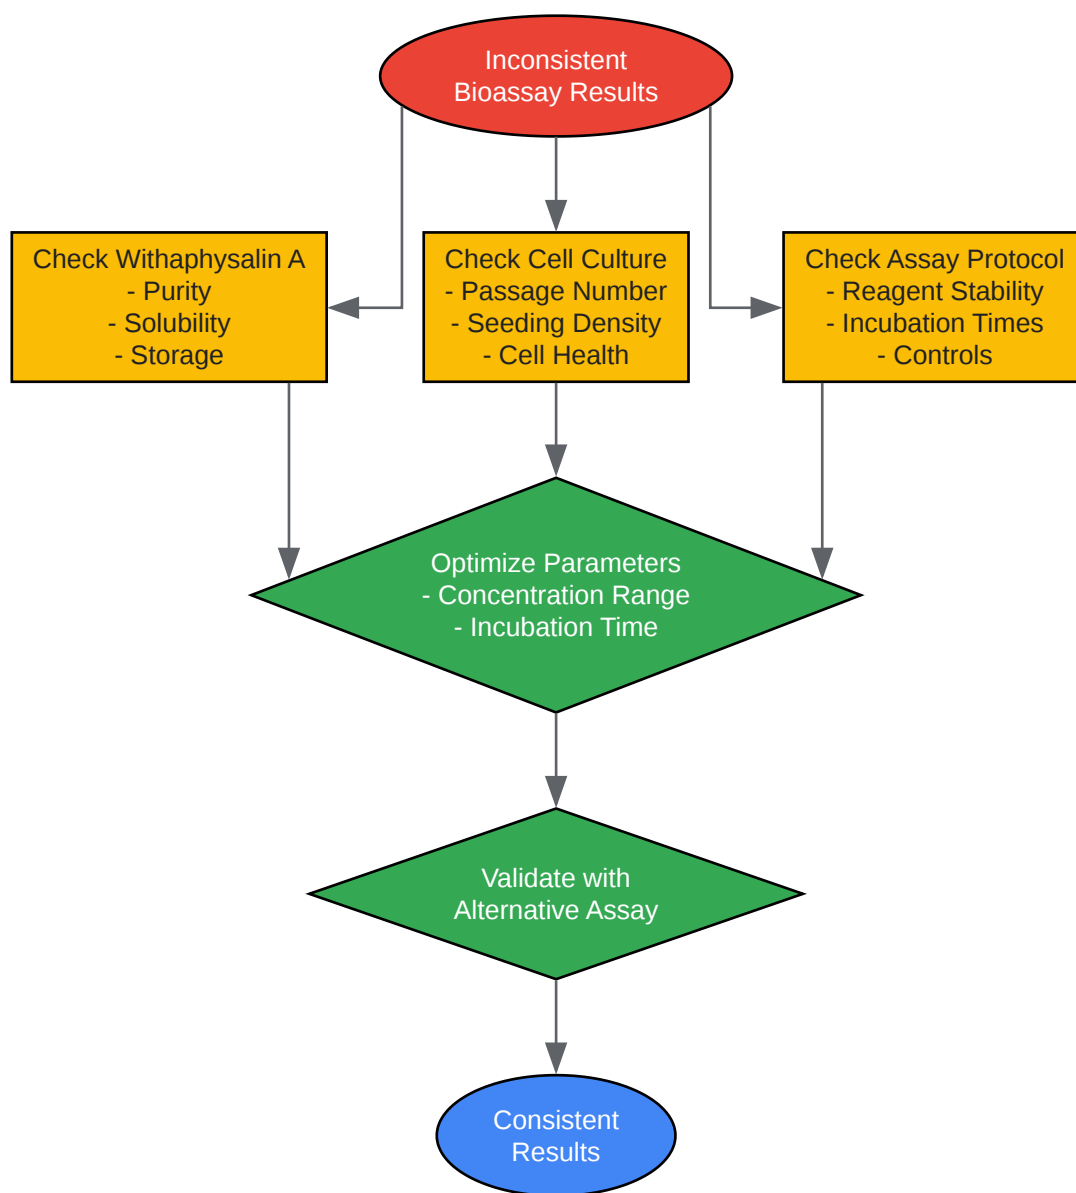 Inconsistent
Bioassay Results
Check Withaphysalin A
- Purity
- Solubility
- Storage
Check Cell Culture
- Passage Number
- Seeding Density
- Cell Health
Check Assay Protocol
- Reagent Stability
- Incubation Times
- Controls
Optimize Parameters
- Concentration Range
- Incubation Time
Validate with
Alternative Assay
Consistent
Results